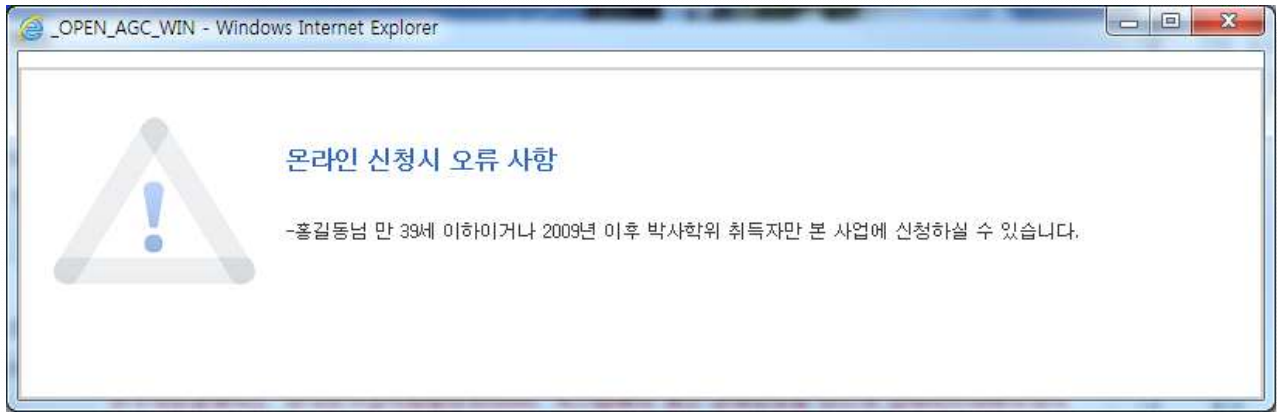 _OPEN_AGC_WIN - Windows Internet Explorer
온라인 신청시 오류 사항
-홍길동님 만 39세 이하이거나 2009년 이후 박사학위 취득자만 본 사업에 신청하실 수 있습니다.